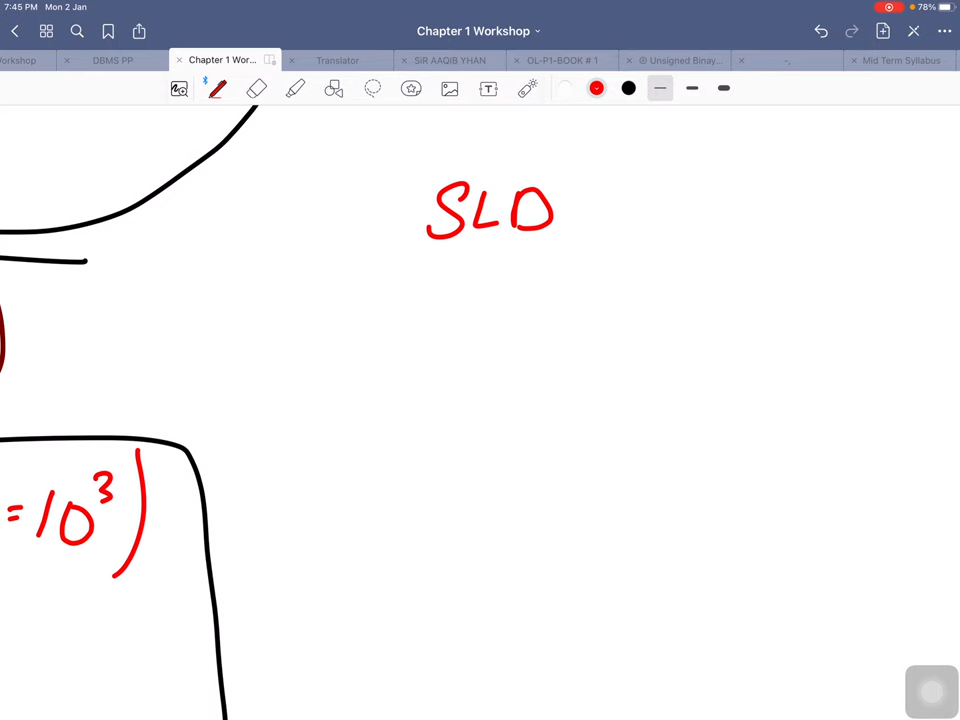 7:45 PM Mon 2 Jan
78%
Chapter 1 Workshop
orkshop
DBMS PP
Chapter 1 Wor...
Translator
SIR AAQIB YHAN
OL-P1-BOOK # 1
Unsigned Binay...
Mid Term Syllabus
SLD
= 10³)